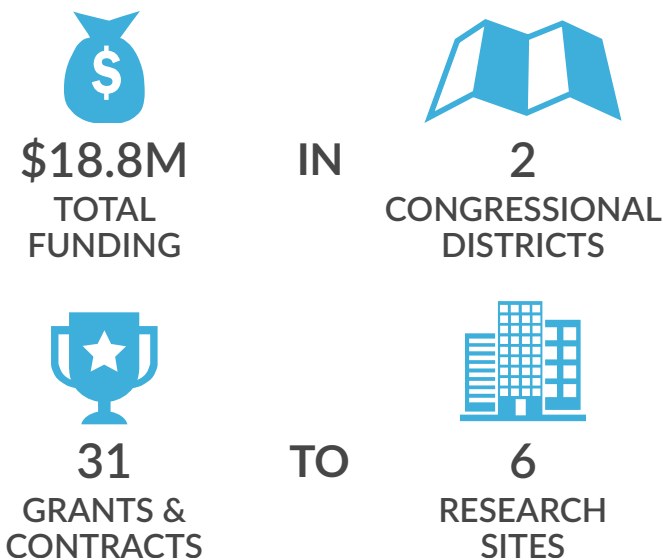 $
$18.8M
TOTAL
FUNDING
IN
2
CONGRESSIONAL
DISTRICTS
31
GRANTS &
CONTRACTS
TO
6
RESEARCH
SITES